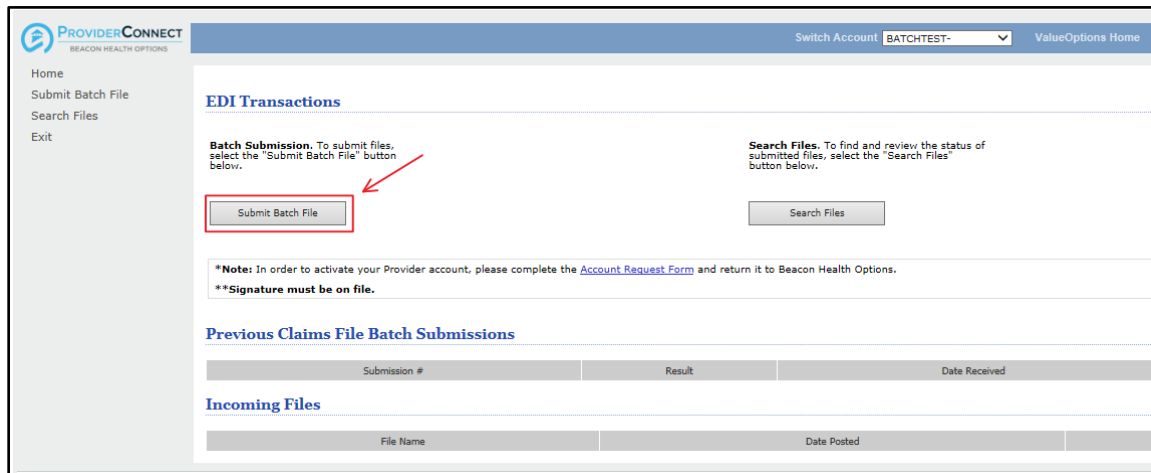 PROVIDERCONNECT
BEACON HEALTH OPTIONS
Switch Account BATCHTEST- ValueOptions Home
Home
Submit Batch File
Search Files
Exit
EDI Transactions
Batch Submission. To submit files,
select the "Submit Batch File" button
below.
Submit Batch File
Search Files. To find and review the status of
submitted files, select the "Search Files"
button below.
Search Files
*Note: In order to activate your Provider account, please complete the Account Request Form and return it to Beacon Health Options.
**Signature must be on file.
Previous Claims File Batch Submissions
Submission # Result Date Received
Incoming Files
File Name Date Posted